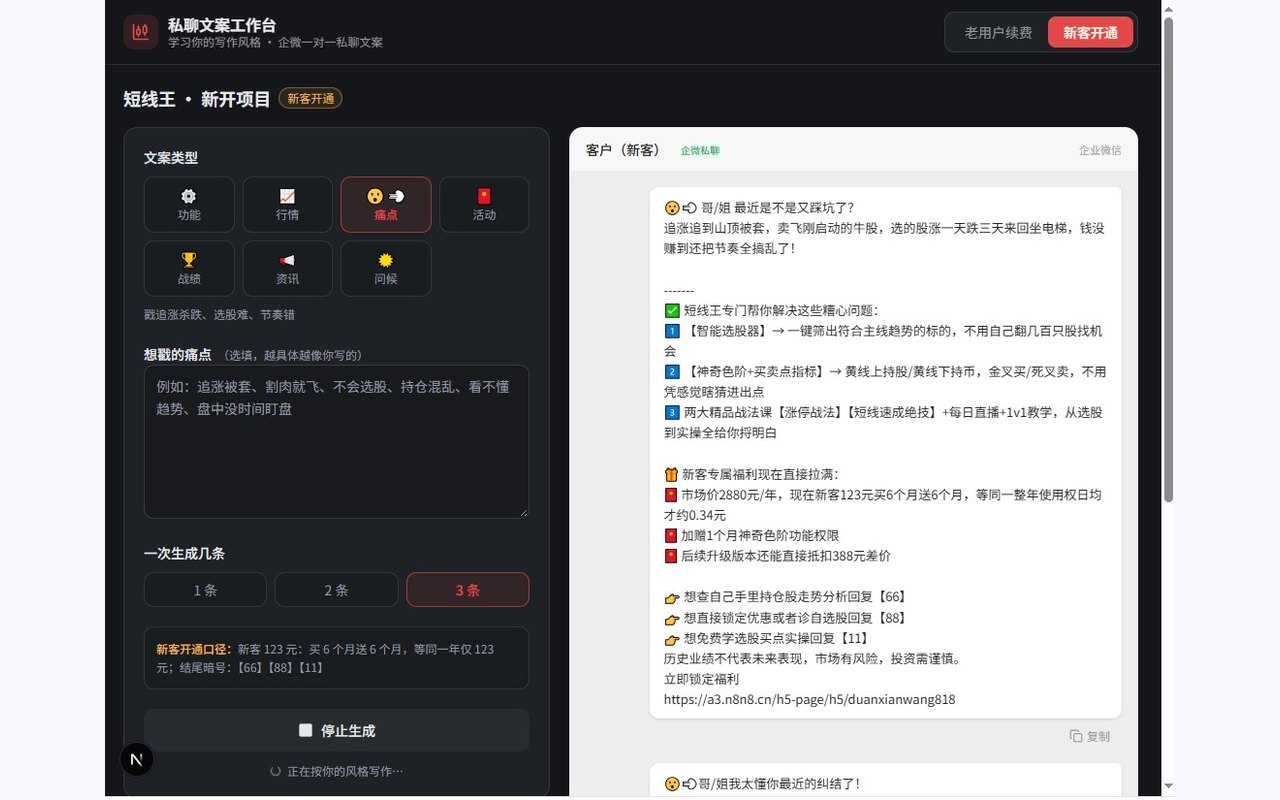 私聊文案工作台
学习你的写作风格 · 企微一对一私聊文案
老用户续费
新客开通
短线王 · 新开项目
新客开通
文案类型
功能
行情
痛点
活动
战绩
资讯
问候
戳追涨杀跌、选股难、节奏错
想戳的痛点 （选填，越具体越像你写的）
例如：追涨被套、割肉就飞、不会选股、持仓混乱、看不懂
趋势、盘中没时间盯盘
一次生成几条
1 条
2 条
3 条
新客开通口径：新客 123 元：买 6 个月送 6 个月，等同一年仅 123
元；结尾暗号：【66】【88】【11】
停止生成
N
正在按你的风格写作…
客户（新客）
企微私聊
企业微信
😮💨 哥/姐 最近是不是又踩坑了？
追涨追到山顶被套，卖飞刚启动的牛股，选的股涨一天跌三天来回坐电梯，钱没
赚到还把节奏全搞乱了！
-------
✅ 短线王专门帮你解决这些糟心问题：
1️⃣ 【智能选股器】→ 一键筛出符合主线趋势的标的，不用自己翻几百只股找机
会
2️⃣ 【神奇色阶+买卖点指标】→ 黄线上持股/黄线下持币，金叉买/死叉卖，不用
凭感觉瞎猜进出点
3️⃣ 两大精品战法课【涨停战法】【短线速成绝技】+每日直播+1v1教学，从选股
到实操全给你捋明白
🎁 新客专属福利现在直接拉满：
🧧 市场价2880元/年，现在新客123元买6个月送6个月，等同一整年使用权日均
才约0.34元
🧧 加赠1个月神奇色阶功能权限
🧧 后续升级版本还能直接抵扣388元差价
👉 想查自己手里持仓股走势分析回复【66】
👉 想直接锁定优惠或者诊自选股回复【88】
👉 想免费学选股买点实操回复【11】
历史业绩不代表未来表现，市场有风险，投资需谨慎。
立即锁定福利
https://a3.n8n8.cn/h5-page/h5/duanxianwang818
复制
😮💨哥/姐我太懂你最近的纠结了！